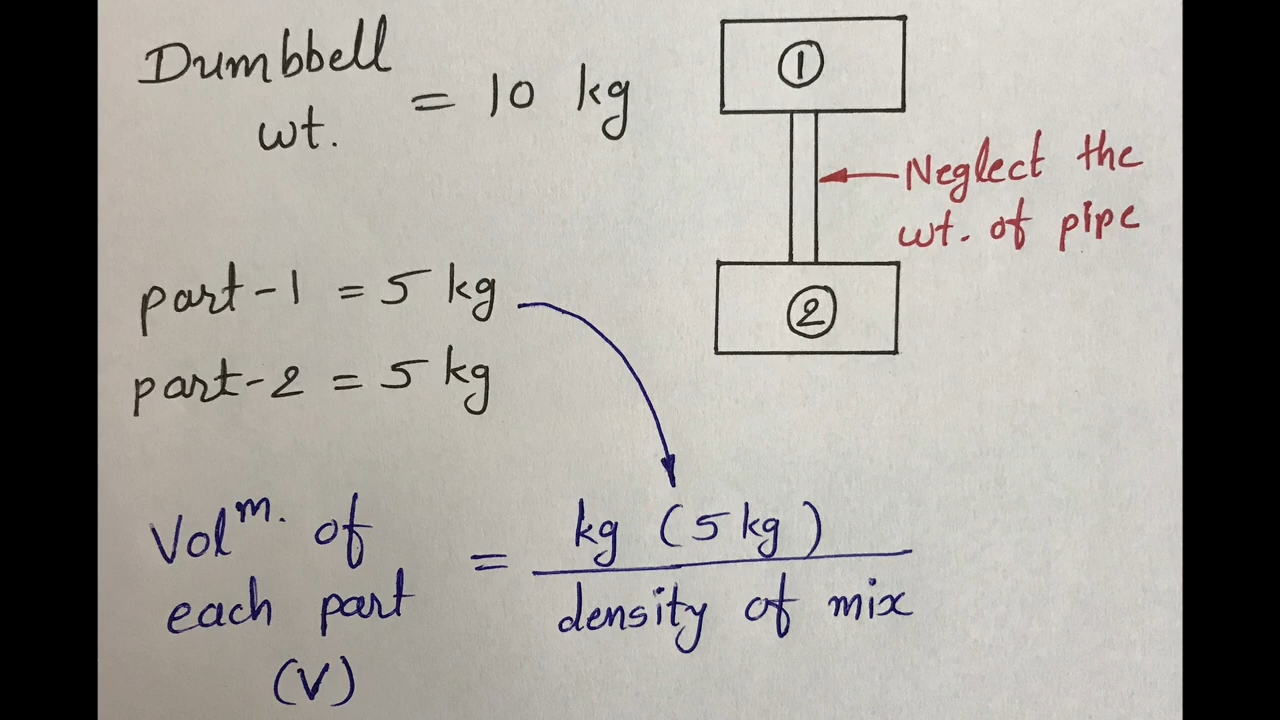 Dumbbell
wt. = 10 kg
①
Neglect the
wt. of pipe
part-1 = 5 kg
part-2 = 5 kg
②
Volm. of
each part
(V)
= kg (5 kg)
density of mix